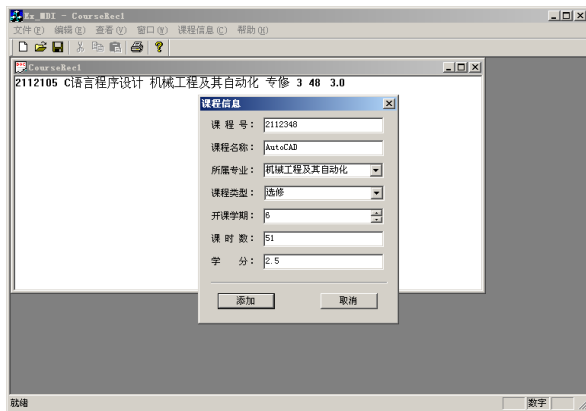 Ex_MDI - CourseRec1
文件(F) 编辑(E) 查看(V) 窗口(W) 课程信息(C) 帮助(H)
CourseRec1
2112105 C语言程序设计 机械工程及其自动化 专修 3 48 3.0
课程信息
课 程 号： 2112348
课程名称： AutoCAD
所属专业： 机械工程及其自动化
课程类型： 选修
开课学期： 6
课 时 数： 51
学 分： 2.5
添加 取消
就绪 数字